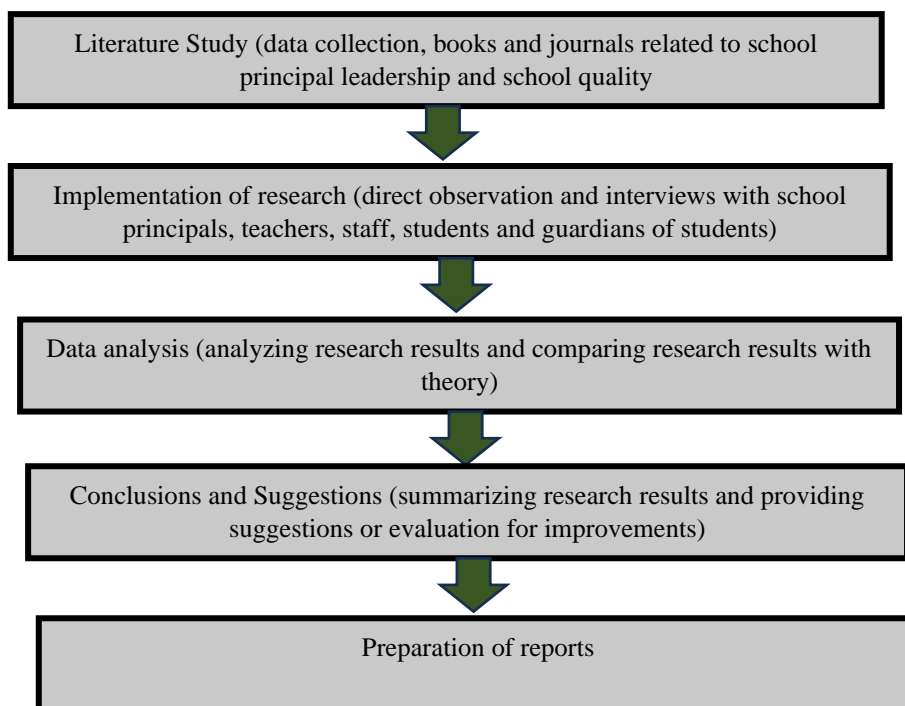 Literature Study (data collection, books and journals related to school
principal leadership and school quality
Implementation of research (direct observation and interviews with school
principals, teachers, staff, students and guardians of students)
Data analysis (analyzing research results and comparing research results with
theory)
Conclusions and Suggestions (summarizing research results and providing
suggestions or evaluation for improvements)
Preparation of reports